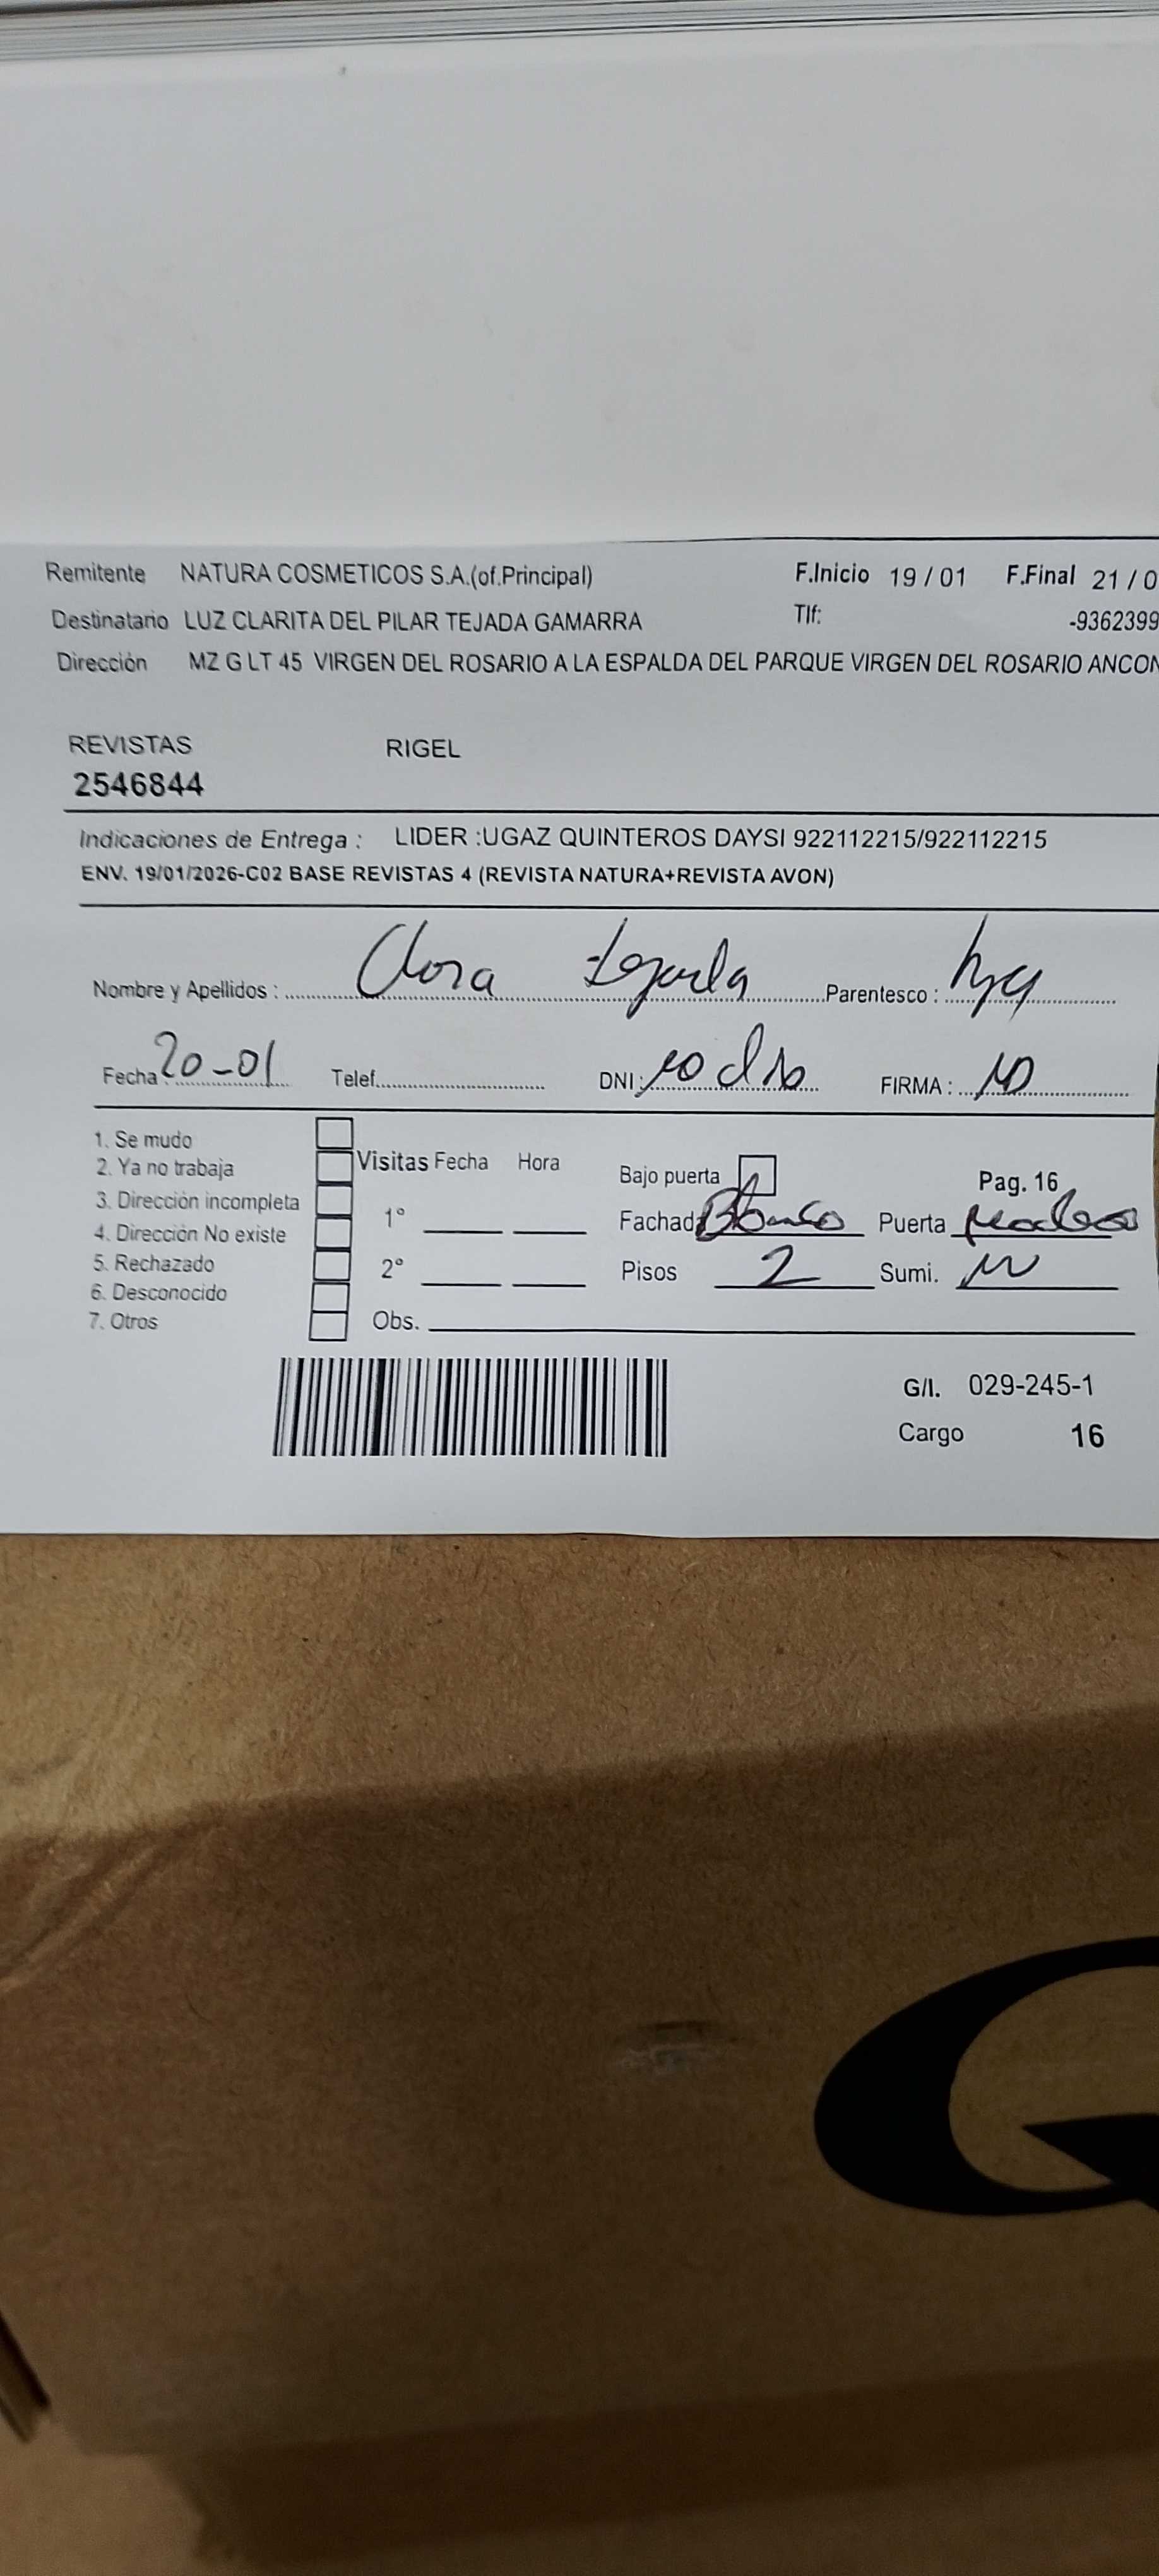 Remitente NATURA COSMETICOS S.A.(of.Principal) F.Inicio 19 / 01 F.Final 21 / 0
Destinatario LUZ CLARITA DEL PILAR TEJADA GAMARRA Tlf: -9362399
Dirección MZ G LT 45 VIRGEN DEL ROSARIO A LA ESPALDA DEL PARQUE VIRGEN DEL ROSARIO ANCON
REVISTAS RIGEL
2546844
Indicaciones de Entrega : LIDER :UGAZ QUINTEROS DAYSI 922112215/922112215
ENV. 19/01/2026-C02 BASE REVISTAS 4 (REVISTA NATURA+REVISTA AVON)
Nombre y Apellidos : Clara Tejada Parentesco :
Fecha 20-01 Telef. DNI: no dio FIRMA :
1. Se mudo
2. Ya no trabaja
3. Dirección incompleta
4. Dirección No existe
5. Rechazado
6. Desconocido
7. Otros
Visitas Fecha Hora
1°
2°
Obs.
Bajo puerta Pag. 16
Fachada Blanco Puerta
Pisos 2 Sumi.
G/I. 029-245-1
Cargo 16